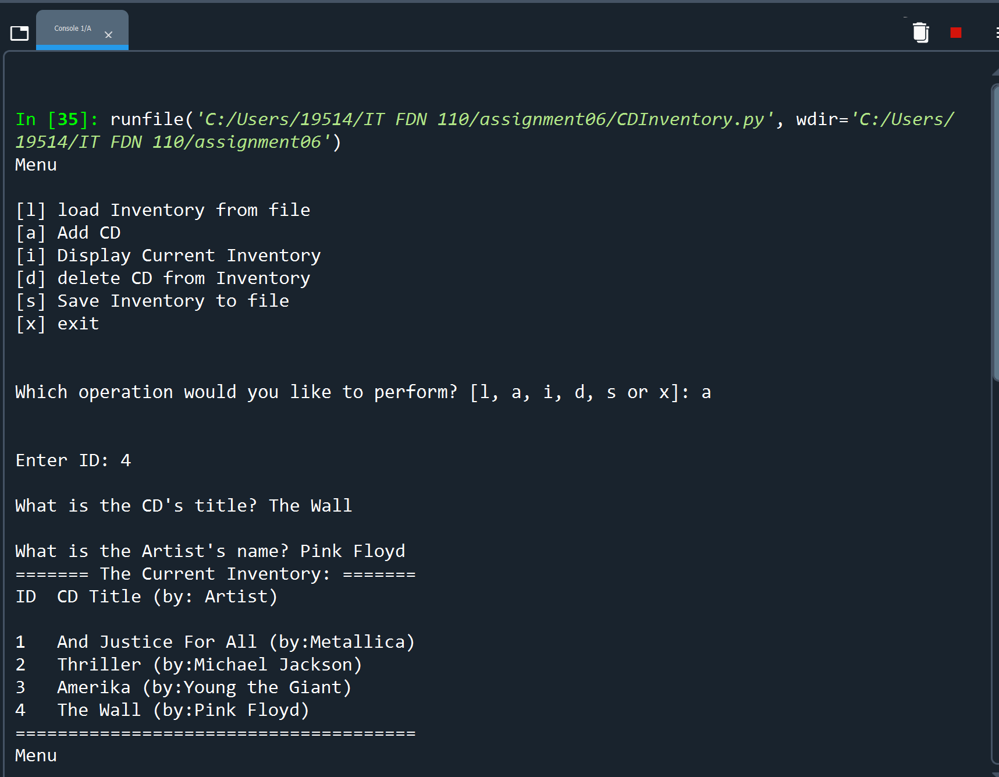 Console 1/A
In [35]: runfile('C:/Users/19514/IT FDN 110/assignment06/CDInventory.py', wdir='C:/Users/
19514/IT FDN 110/assignment06')
Menu
[l] load Inventory from file
[a] Add CD
[i] Display Current Inventory
[d] delete CD from Inventory
[s] Save Inventory to file
[x] exit
Which operation would you like to perform? [l, a, i, d, s or x]: a
Enter ID: 4
What is the CD's title? The Wall
What is the Artist's name? Pink Floyd
======= The Current Inventory: =======
ID  CD Title (by: Artist)
1   And Justice For All (by:Metallica)
2   Thriller (by:Michael Jackson)
3   Amerika (by:Young the Giant)
4   The Wall (by:Pink Floyd)
======================================
Menu